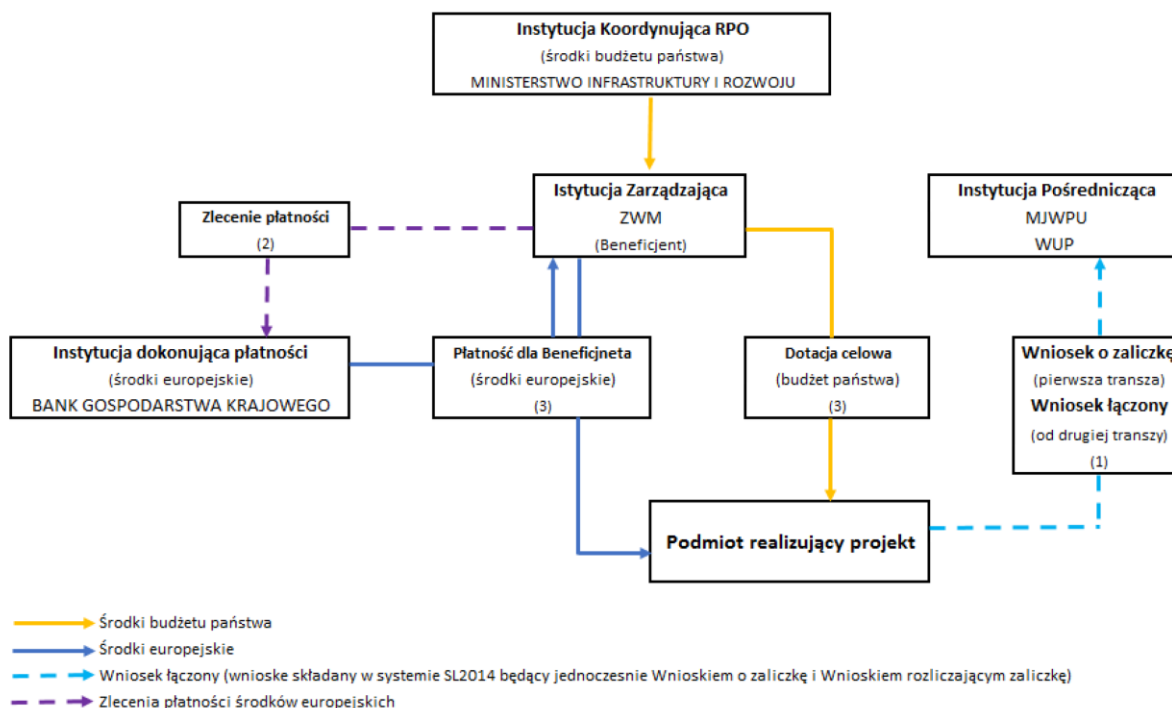 Instytucja Koordynująca RPO
(środki budżetu państwa)
MINISTERSTWO INFRASTRUKTURY I ROZWOJU
Istytucja Zarządzająca
ZWM
(Beneficjent)
Instytucja Pośrednicząca
MJWPU
WUP
Zlecenie płatności
(2)
Instytucja dokonująca płatności
(środki europejskie)
BANK GOSPODARSTWA KRAJOWEGO
Płatność dla Beneficjneta
(środki europejskie)
(3)
Dotacja celowa
(budżet państwa)
(3)
Wniosek o zaliczkę
(pierwsza transza)
Wniosek łączony
(od drugiej transzy)
(1)
Podmiot realizujący projekt
Środki budżetu państwa
Środki europejskie
Wniosek łączony (wnioske składany w systemie SL2014 będący jednoczesnie Wnioskiem o zaliczkę i Wnioskiem rozliczającym zaliczkę)
Zlecenia płatności środków europejskich